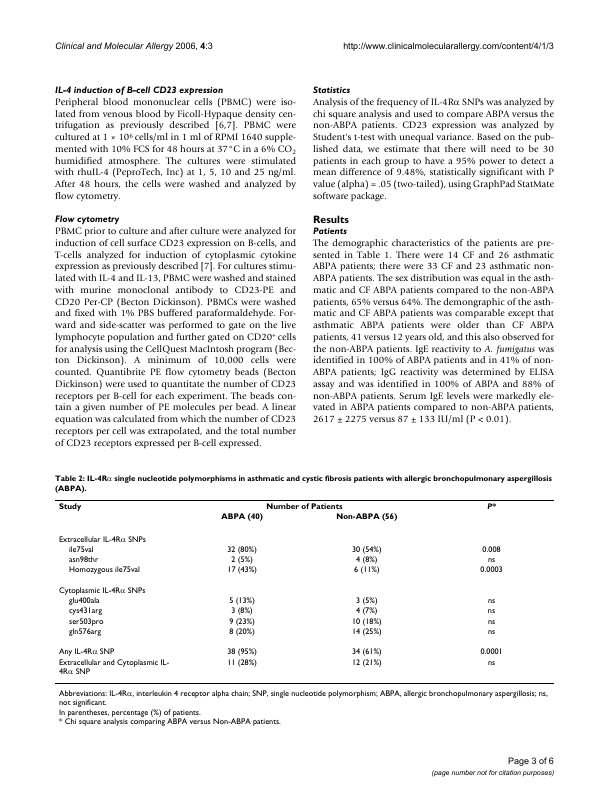 Clinical and Molecular Allergy 2006, 4:3
http://www.clinicalmolecularallergy.com/content/4/1/3
IL-4 induction of B-cell CD23 expression
Peripheral blood mononuclear cells (PBMC) were iso-
lated from venous blood by Ficoll-Hypaque density cen-
trifugation as previously described [6,7]. PBMC were
cultured at 1 × 10⁶ cells/ml in 1 ml of RPMI 1640 supple-
mented with 10% FCS for 48 hours at 37°C in a 6% CO₂
humidified atmosphere. The cultures were stimulated
with rhuIL-4 (PeproTech, Inc) at 1, 5, 10 and 25 ng/ml.
After 48 hours, the cells were washed and analyzed by
flow cytometry.
Flow cytometry
PBMC prior to culture and after culture were analyzed for
induction of cell surface CD23 expression on B-cells, and
T-cells analyzed for induction of cytoplasmic cytokine
expression as previously described [7]. For cultures stimu-
lated with IL-4 and IL-13, PBMC were washed and stained
with murine monoclonal antibody to CD23-PE and
CD20 Per-CP (Becton Dickinson). PBMCs were washed
and fixed with 1% PBS buffered paraformaldehyde. For-
ward and side-scatter was performed to gate on the live
lymphocyte population and further gated on CD20⁺ cells
for analysis using the CellQuest MacIntosh program (Bec-
ton Dickinson). A minimum of 10,000 cells were
counted. Quantibrite PE flow cytometry beads (Becton
Dickinson) were used to quantitate the number of CD23
receptors per B-cell for each experiment. The beads con-
tain a given number of PE molecules per bead. A linear
equation was calculated from which the number of CD23
receptors per cell was extrapolated, and the total number
of CD23 receptors expressed per B-cell expressed.
Statistics
Analysis of the frequency of IL-4Rα SNPs was analyzed by
chi square analysis and used to compare ABPA versus the
non-ABPA patients. CD23 expression was analyzed by
Student's t-test with unequal variance. Based on the pub-
lished data, we estimate that there will need to be 30
patients in each group to have a 95% power to detect a
mean difference of 9.48%, statistically significant with P
value (alpha) = .05 (two-tailed), using GraphPad StatMate
software package.
Results
Patients
The demographic characteristics of the patients are pre-
sented in Table 1. There were 14 CF and 26 asthmatic
ABPA patients; there were 33 CF and 23 asthmatic non-
ABPA patients. The sex distribution was equal in the asth-
matic and CF ABPA patients compared to the non-ABPA
patients, 65% versus 64%. The demographic of the asth-
matic and CF ABPA patients was comparable except that
asthmatic ABPA patients were older than CF ABPA
patients, 41 versus 12 years old, and this also observed for
the non-ABPA patients. IgE reactivity to A. fumigatus was
identified in 100% of ABPA patients and in 41% of non-
ABPA patients; IgG reactivity was determined by ELISA
assay and was identified in 100% of ABPA and 88% of
non-ABPA patients. Serum IgE levels were markedly ele-
vated in ABPA patients compared to non-ABPA patients,
2617 ± 2275 versus 87 ± 133 IU/ml (P < 0.01).
Table 2: IL-4Rα single nucleotide polymorphisms in asthmatic and cystic fibrosis patients with allergic bronchopulmonary aspergillosis
(ABPA).
Study Number of Patients P*
ABPA (40) Non-ABPA (56)
Extracellular IL-4Rα SNPs
ile75val 32 (80%) 30 (54%) 0.008
asn98thr 2 (5%) 4 (8%) ns
Homozygous ile75val 17 (43%) 6 (11%) 0.0003
Cytoplasmic IL-4Rα SNPs
glu400ala 5 (13%) 3 (5%) ns
cys431arg 3 (8%) 4 (7%) ns
ser503pro 9 (23%) 10 (18%) ns
gln576arg 8 (20%) 14 (25%) ns
Any IL-4Rα SNP 38 (95%) 34 (61%) 0.0001
Extracellular and Cytoplasmic IL- 11 (28%) 12 (21%) ns
4Rα SNP
Abbreviations: IL-4Rα, interleukin 4 receptor alpha chain; SNP, single nucleotide polymorphism; ABPA, allergic bronchopulmonary aspergillosis; ns,
not significant.
In parentheses, percentage (%) of patients.
* Chi square analysis comparing ABPA versus Non-ABPA patients.
Page 3 of 6
(page number not for citation purposes)